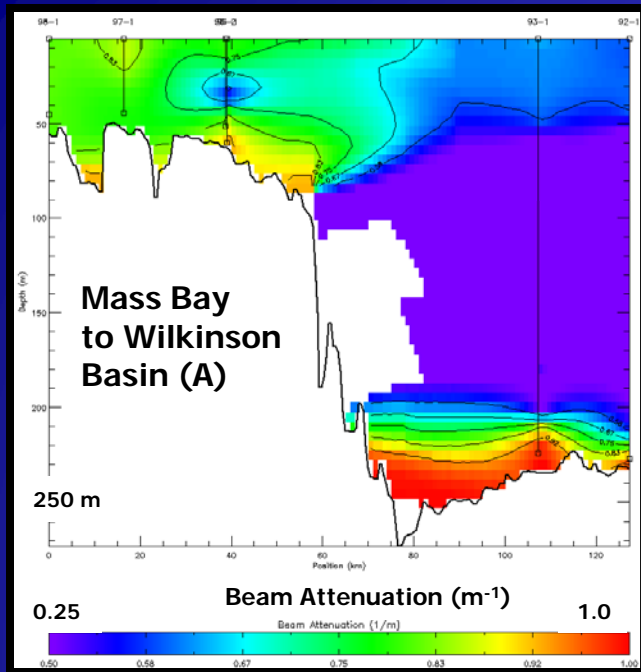 98-1 97-1 93-1 92-1
50
100
150
200
Depth (m)
Mass Bay
to Wilkinson
Basin (A)
250 m
0 20 40 60 80 100 120
Position (km)
Beam Attenuation (m-1)
0.25 1.0
Beam Attenuation (1/m)
0.50 0.58 0.67 0.75 0.83 0.92 1.00